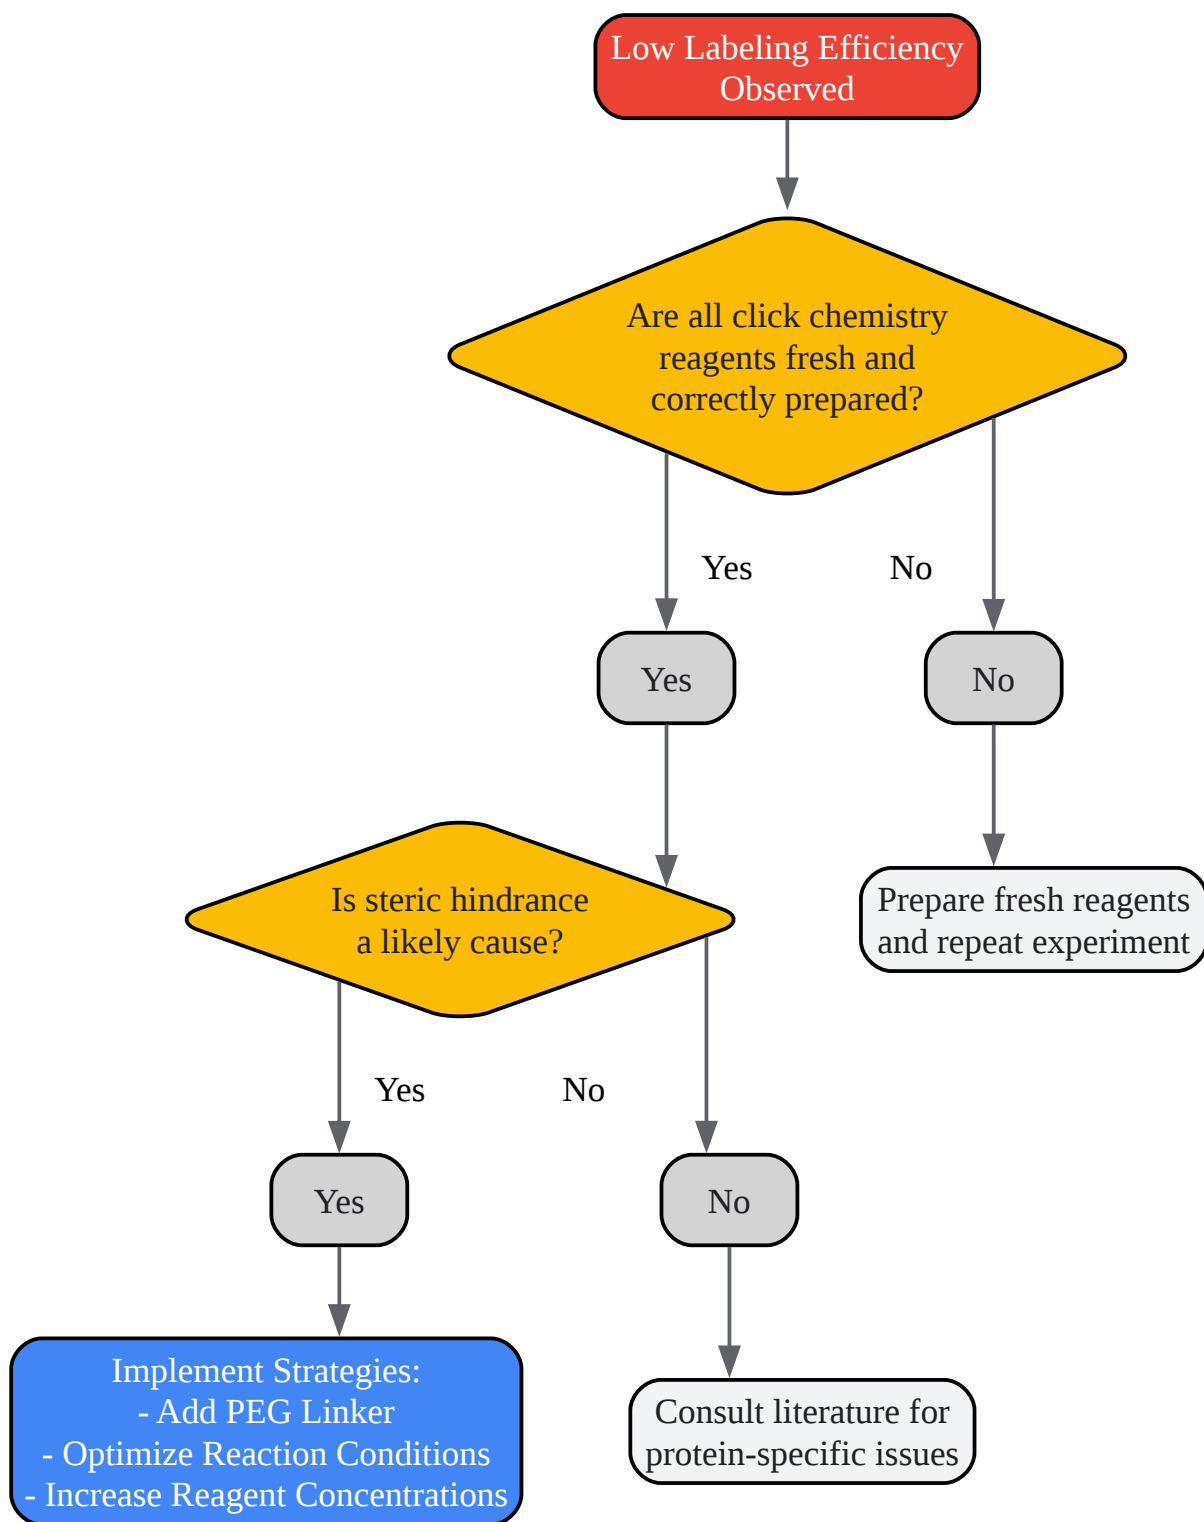 Low Labeling Efficiency
Observed
Are all click chemistry
reagents fresh and
correctly prepared?
Yes
No
Yes
No
Is steric hindrance
a likely cause?
Prepare fresh reagents
and repeat experiment
Yes
No
Yes
No
Implement Strategies:
- Add PEG Linker
- Optimize Reaction Conditions
- Increase Reagent Concentrations
Consult literature for
protein-specific issues